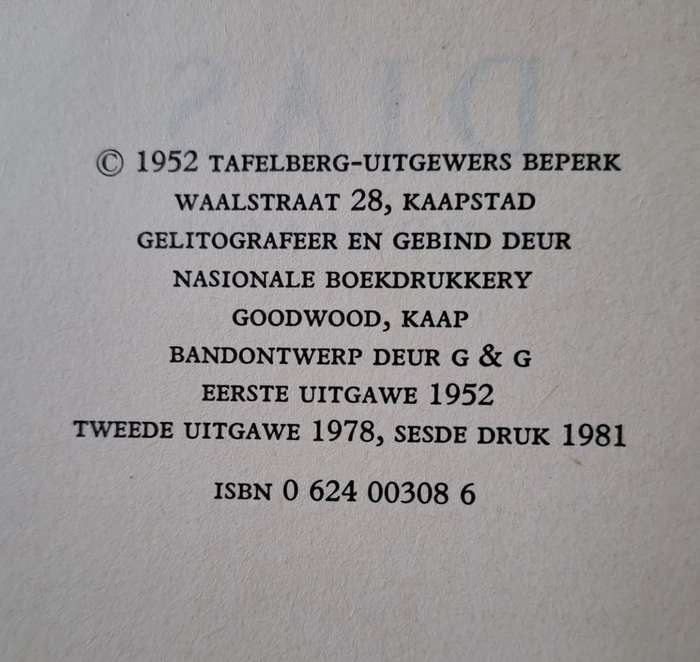 © 1952 TAFELBERG-UITGEWERS BEPERK
WAALSTRAAT 28, KAAPSTAD
GELITOGRAFEER EN GEBIND DEUR
NASIONALE BOEKDRUKKERY
GOODWOOD, KAAP
BANDONTWERP DEUR G & G
EERSTE UITGAWE 1952
TWEEDE UITGAWE 1978, SESDE DRUK 1981
ISBN 0 624 00308 6